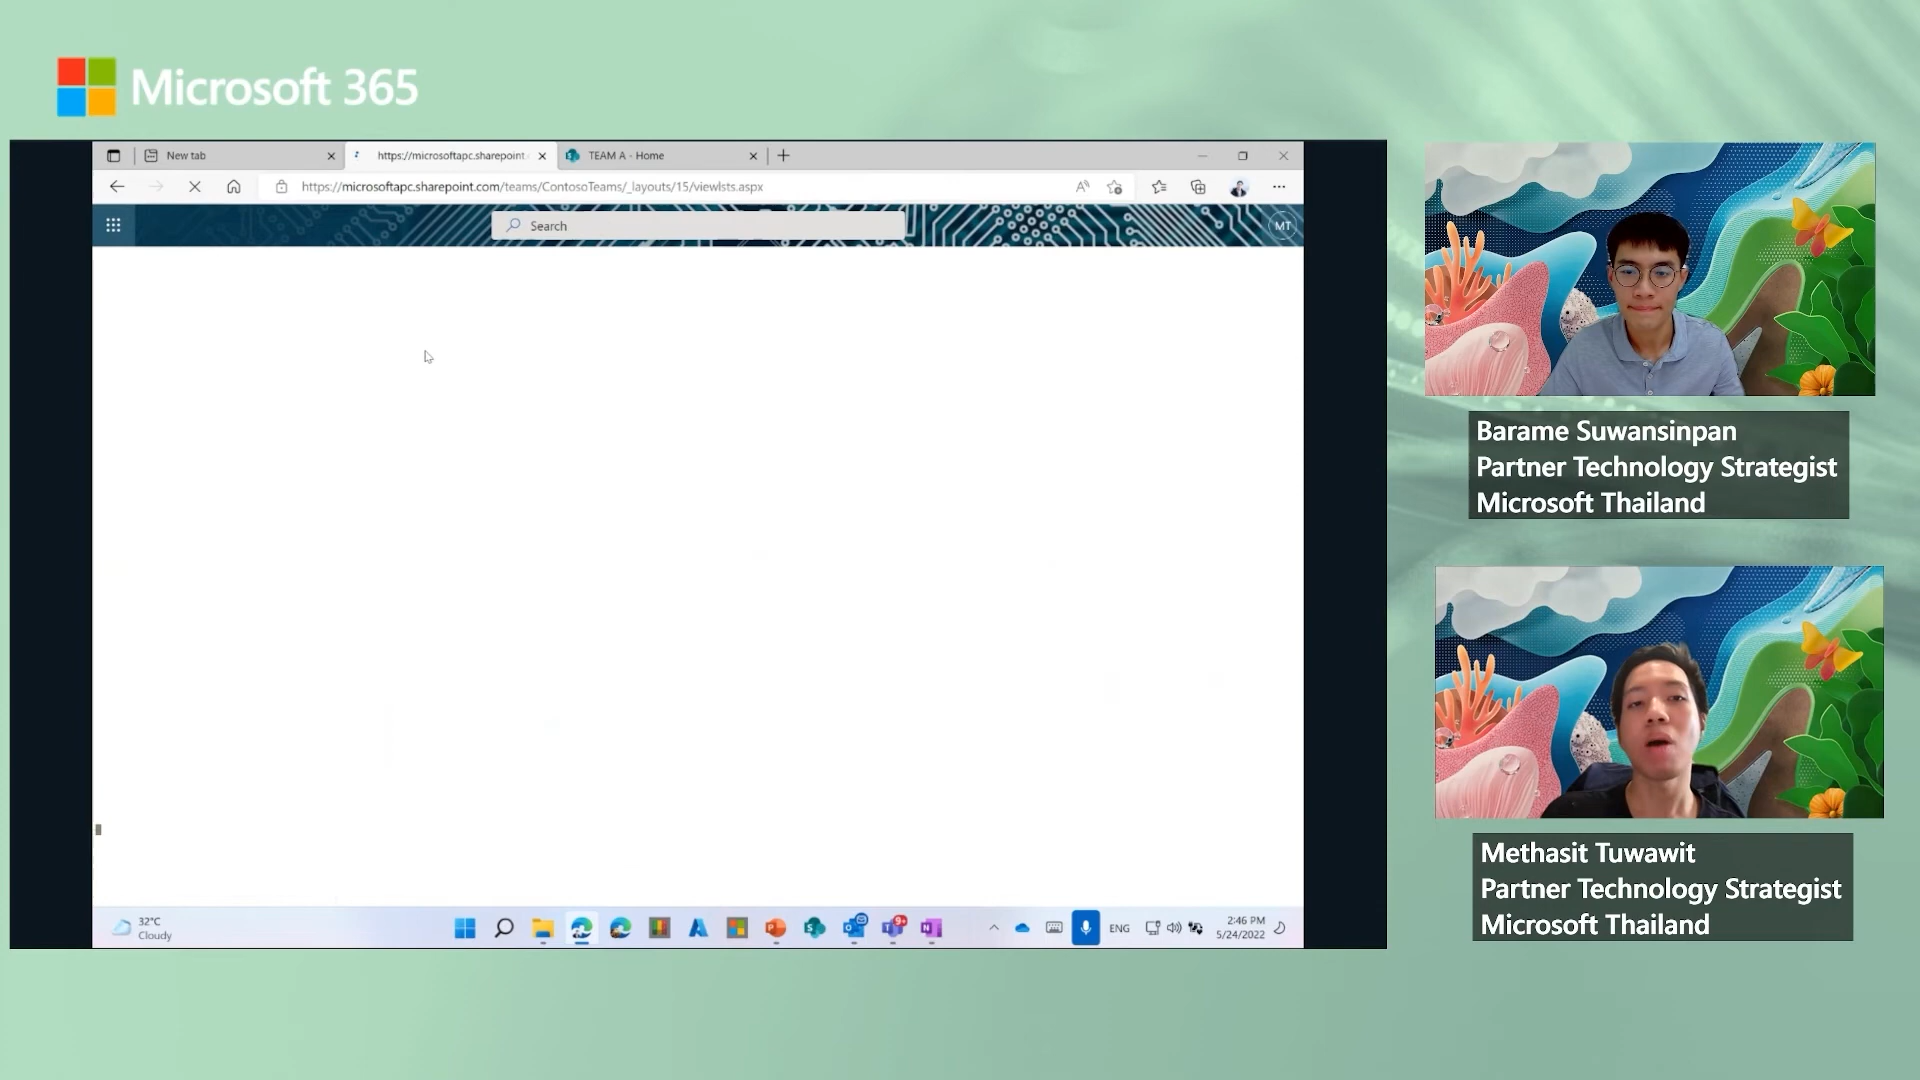 Microsoft 365
New tab
https://microsoftapc.sharepoint.
TEAM A - Home
https://microsoftapc.sharepoint.com/teams/ContosoTeams/_layouts/15/viewlsts.aspx
Search
MT
Barame Suwansinpan
Partner Technology Strategist
Microsoft Thailand
Methasit Tuwawit
Partner Technology Strategist
Microsoft Thailand
32°C
Cloudy
9+
ENG
2:46 PM
5/24/2022